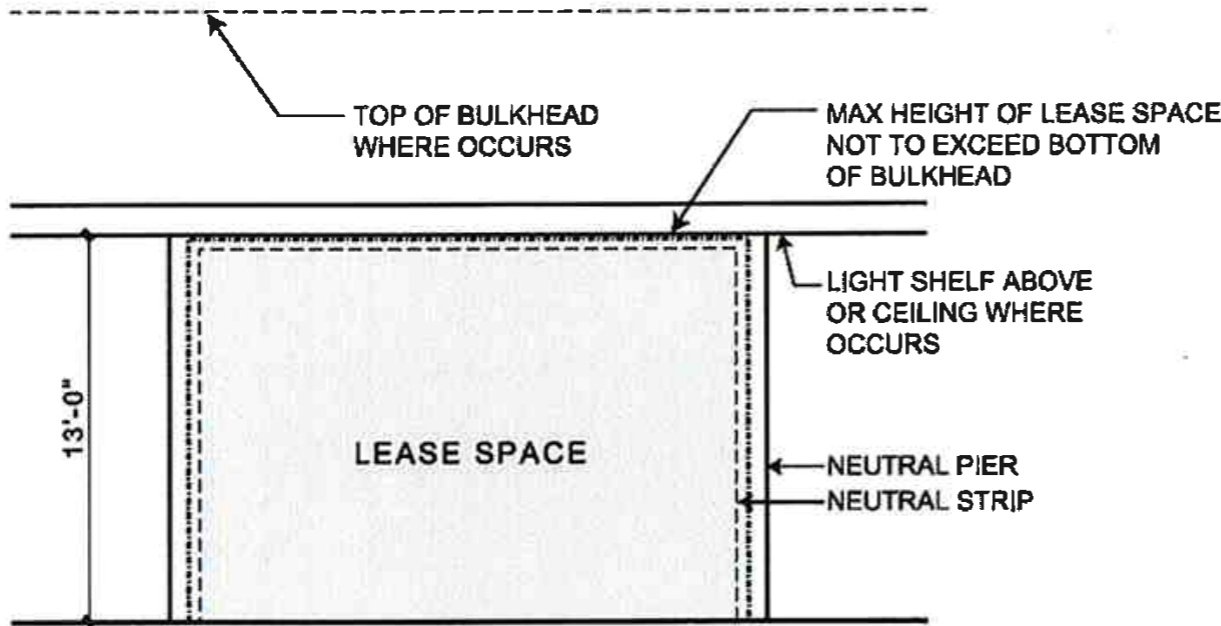 TOP OF BULKHEAD
WHERE OCCURS
MAX HEIGHT OF LEASE SPACE
NOT TO EXCEED BOTTOM
OF BULKHEAD
LIGHT SHELF ABOVE
OR CEILING WHERE
OCCURS
13'-0"
LEASE SPACE
NEUTRAL PIER
NEUTRAL STRIP